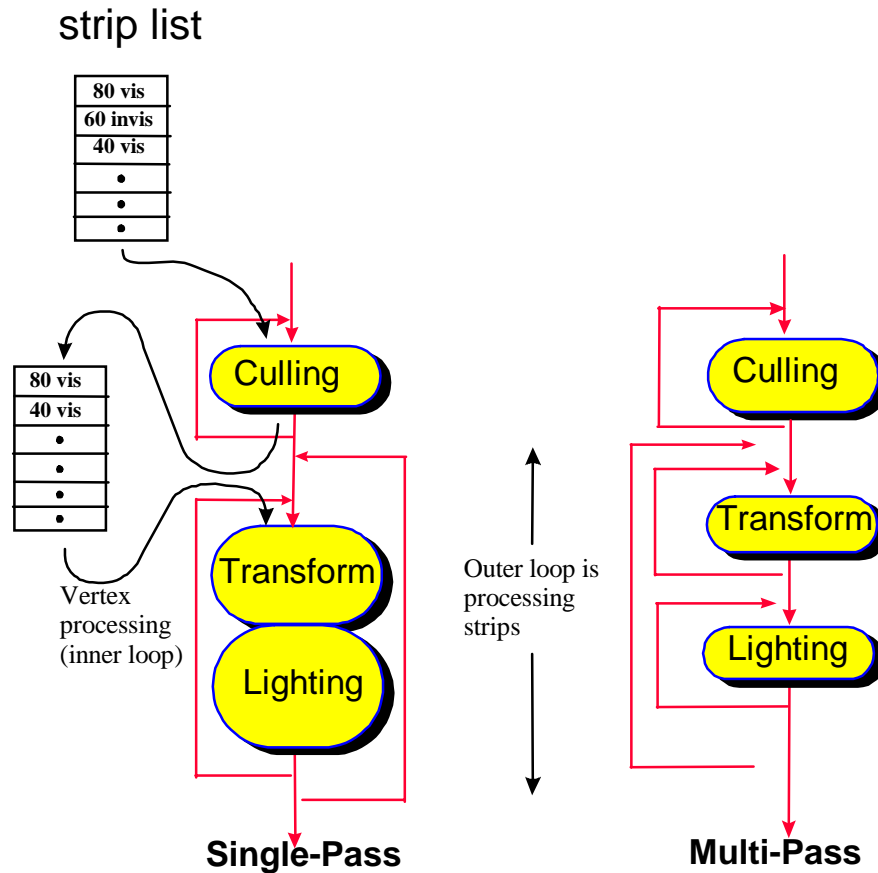 strip list
80 vis
60 invis
40 vis
80 vis
40 vis
Vertex
processing
(inner loop)
Culling
Transform
Lighting
Outer loop is
processing
strips
Culling
Transform
Lighting
Single-Pass
Multi-Pass